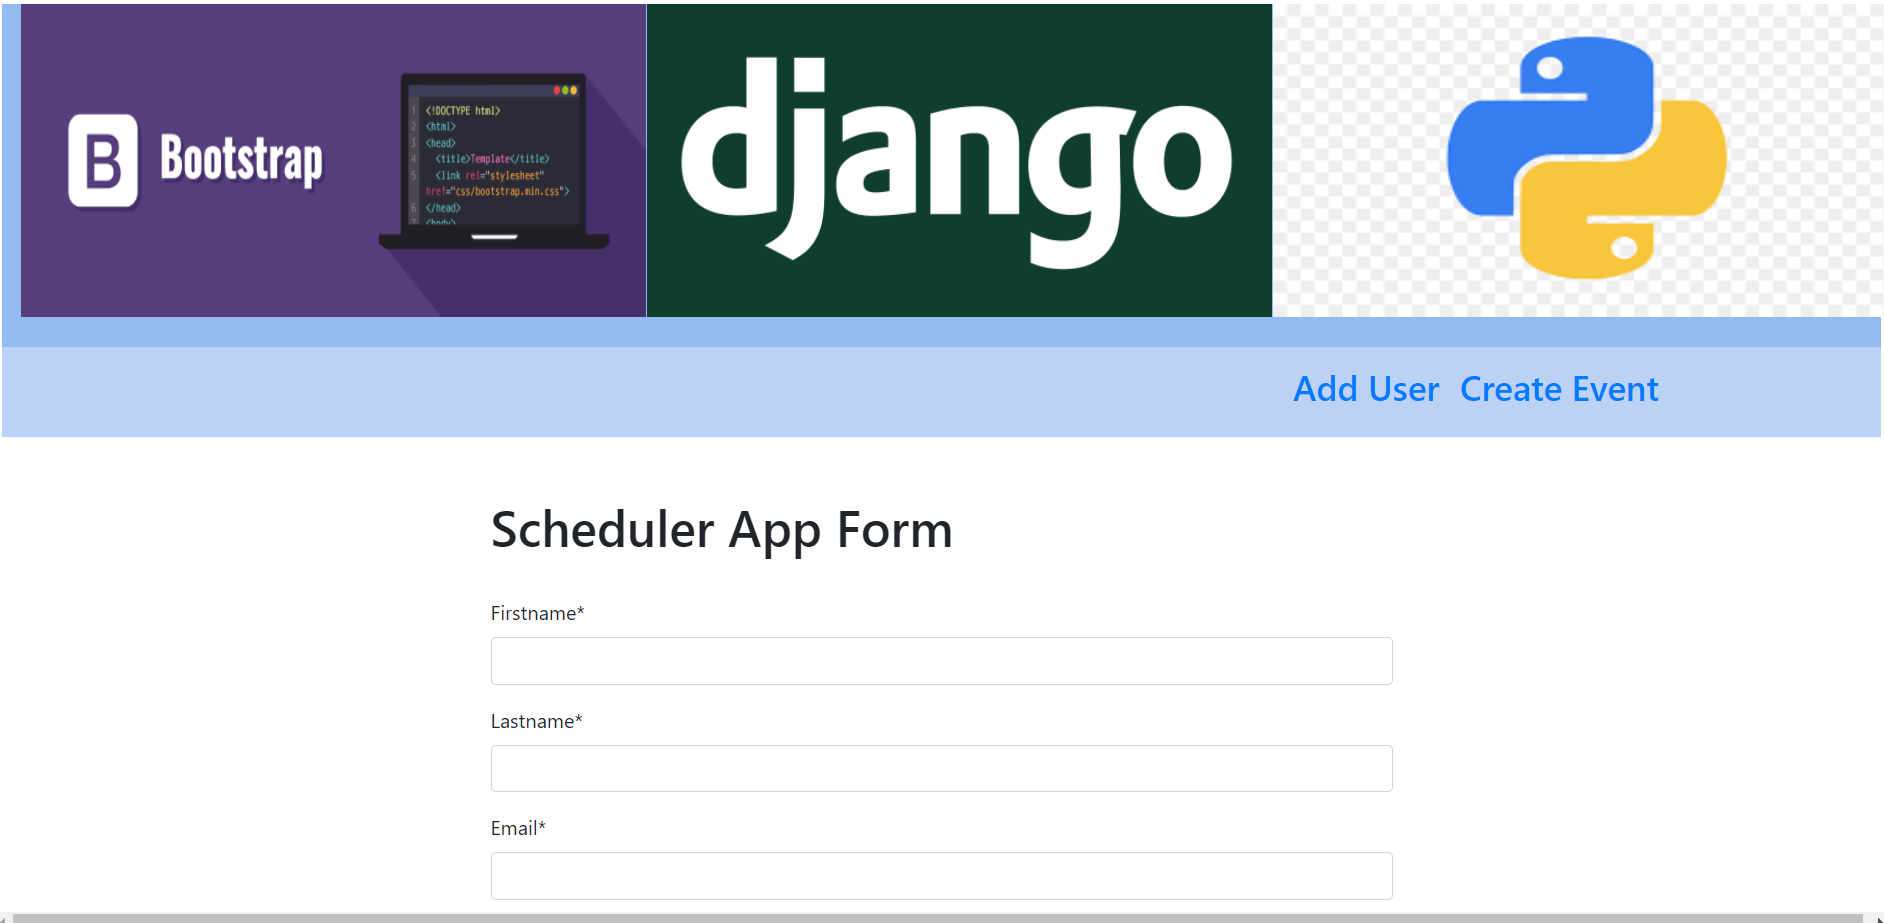 B Bootstrap
1 <!DOCTYPE html>
2 <html>
3 <head>
4 <title>Template</title>
5 <link rel="stylesheet"
href="css/bootstrap.min.css">
6 </head>
7 <body>
django
Add User Create Event
Scheduler App Form
Firstname*
Lastname*
Email*